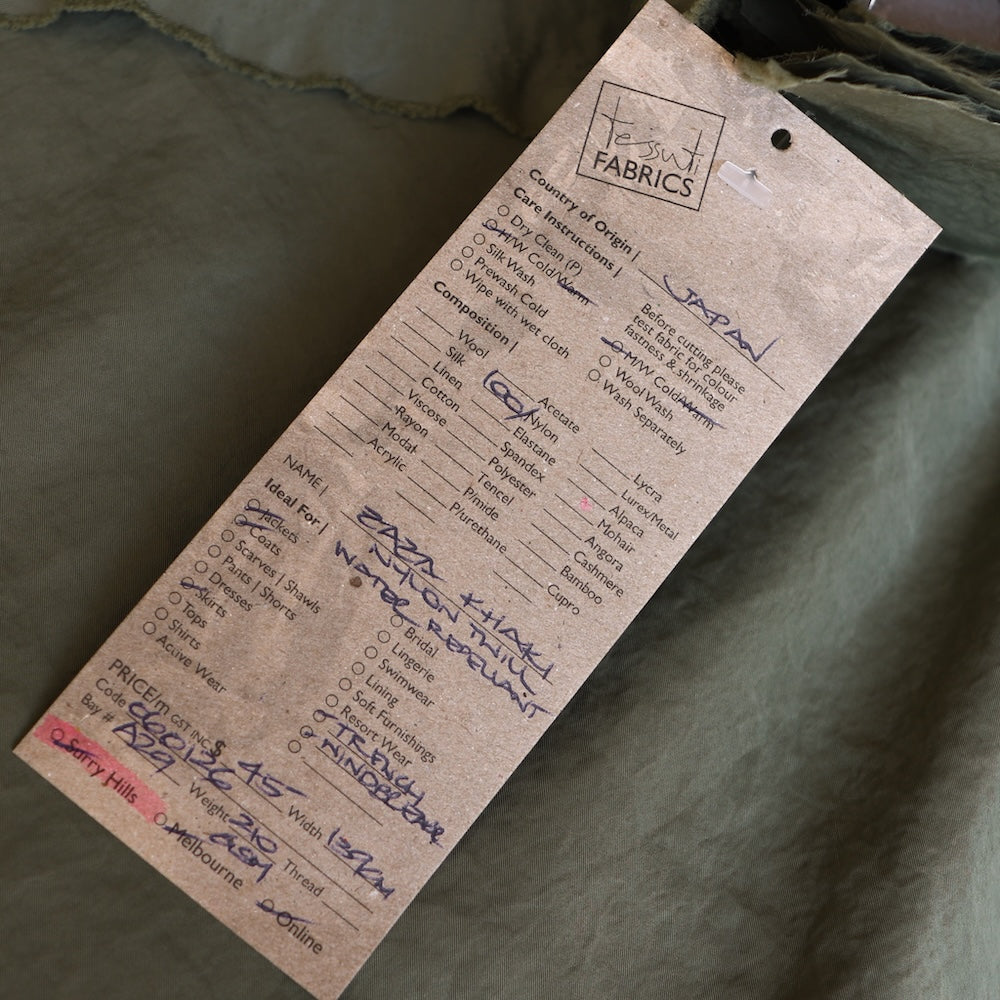 tessuti
FABRICS
Country of Origin | JAPAN
Care Instructions |
Dry Clean (P)
M/W Cold/Warm
Silk Wash
Prewash Cold
Wipe with wet cloth
Before cutting please
test fabric for colour
fastness & shrinkage
M/W Cold/Warm
Wool Wash
Wash Separately
Composition |
Wool
Silk
Linen
Cotton
Viscose
Rayon
Modal
Acrylic
Acetate
100/ Nylon
Elastane
Spandex
Polyester
Tencel
P/mide
P/urethane
Lycra
Lurex/Metal
Alpaca
Mohair
Angora
Cashmere
Bamboo
Cupro
NAME | ZAZA KHAKI
NYLON TWILL
WATER REPELLANT
Ideal For |
Jackets
Coats
Scarves | Shawls
Pants | Shorts
Dresses
Skirts
Tops
Shirts
Active Wear
Bridal
Lingerie
Swimwear
Lining
Soft Furnishings
Resort Wear
TRENCH
WINDBREAKER
PRICE/m GST INC $ 45-
Code
Bay # A29
Weight 210
GSM
Width
Thread
Surry Hills
Melbourne
Online